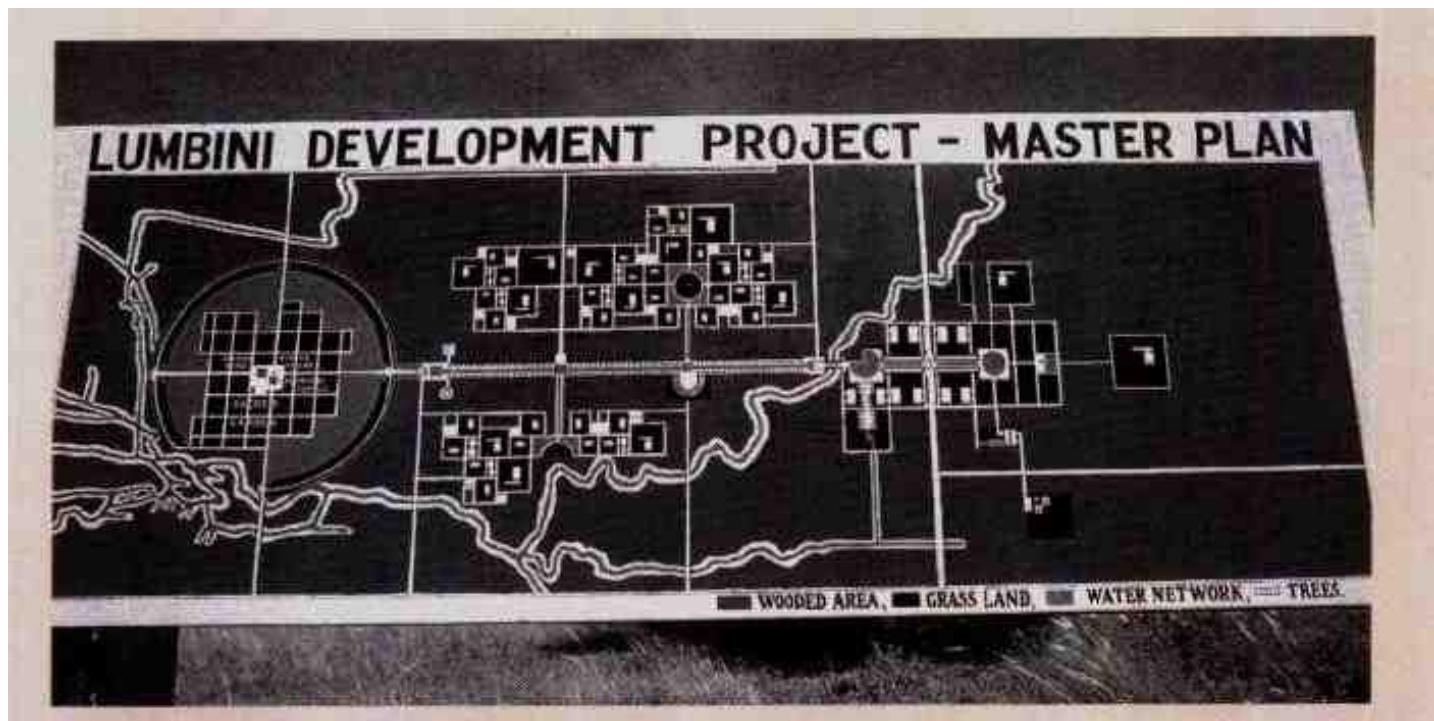 LUMBINI DEVELOPMENT PROJECT - MASTER PLAN
WOODED AREA, GRASS LAND, WATER NETWORK, TREES.